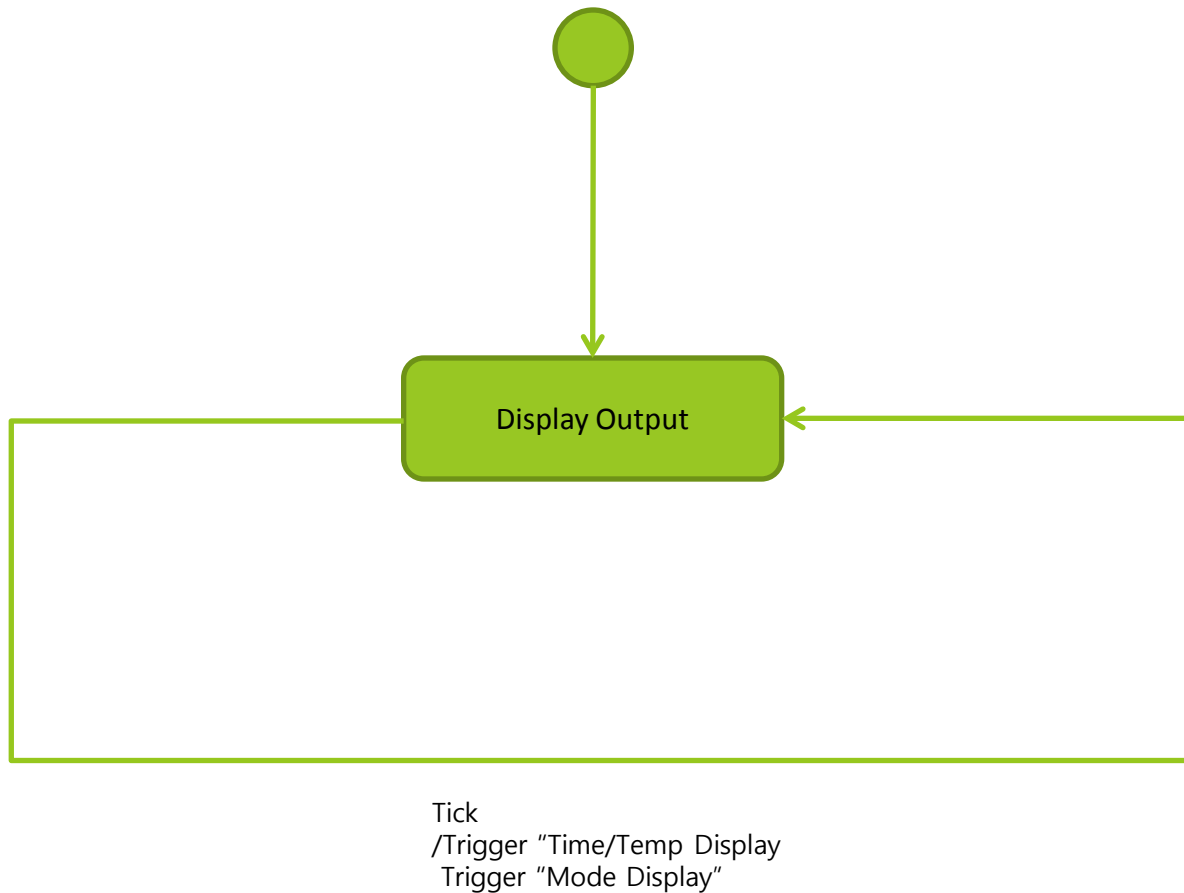 Display Output
Tick
/Trigger "Time/Temp Display
Trigger "Mode Display"